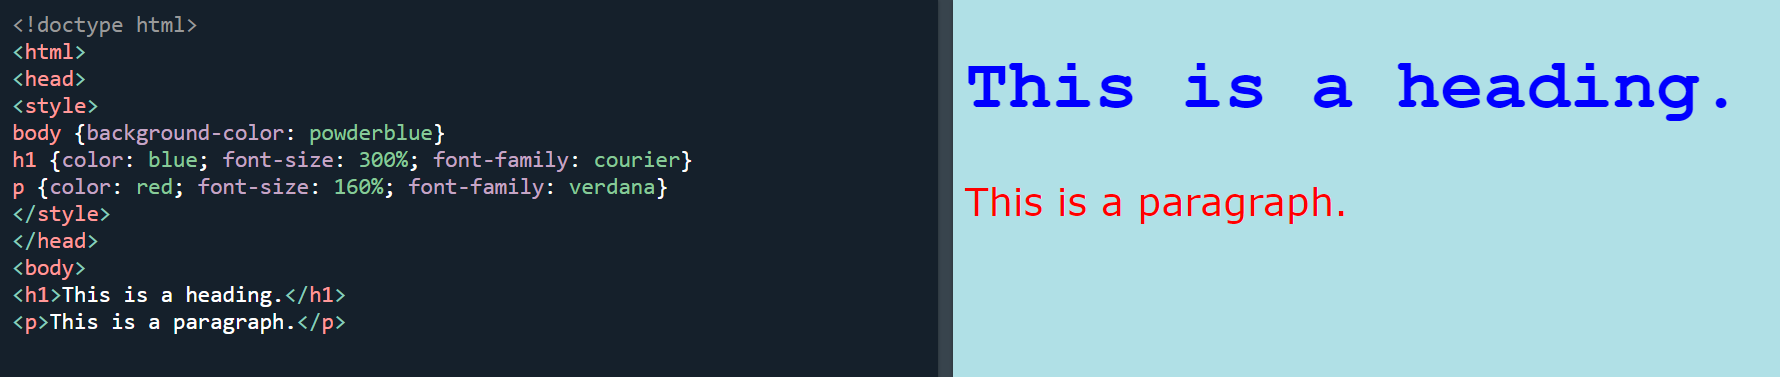 <!doctype html>
<html>
<head>
<style>
body {background-color: powderblue}
h1 {color: blue; font-size: 300%; font-family: courier}
p {color: red; font-size: 160%; font-family: verdana}
</style>
</head>
<body>
<h1>This is a heading.</h1>
<p>This is a paragraph.</p>
This is a heading.
This is a paragraph.